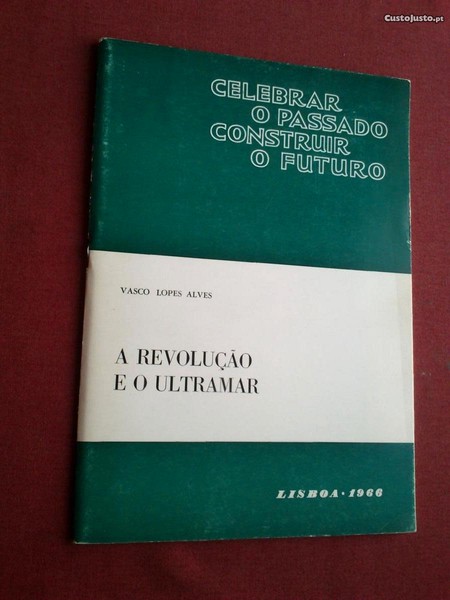 CustoJusto.pt
CELEBRAR
O PASSADO
CONSTRUIR
O FUTURO
VASCO LOPES ALVES
A REVOLUÇÃO
E O ULTRAMAR
LISBOA · 1966